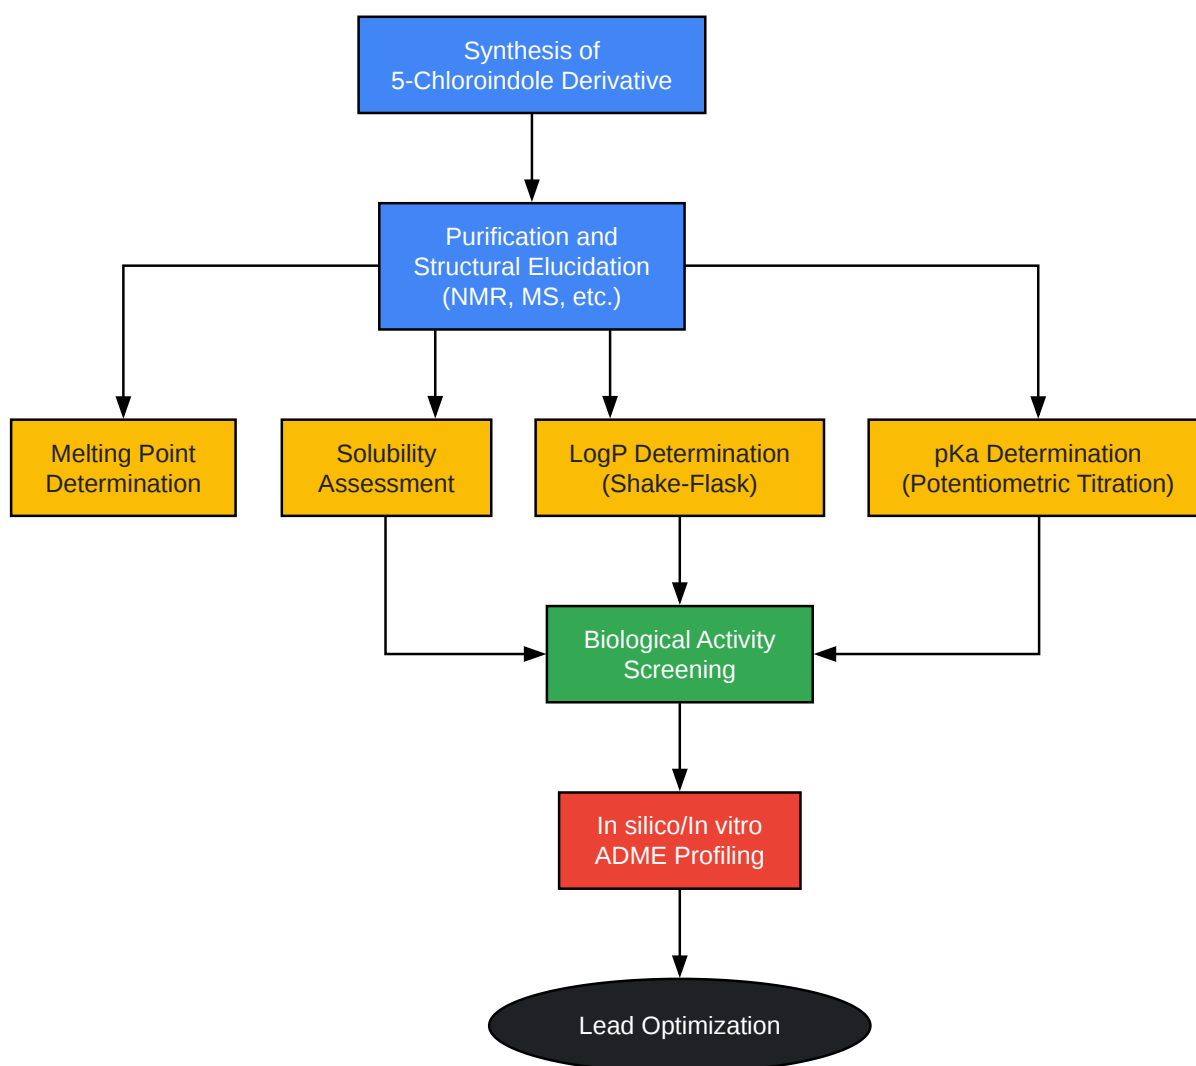 Synthesis of
5-Chloroindole Derivative
Purification and
Structural Elucidation
(NMR, MS, etc.)
Melting Point
Determination
Solubility
Assessment
LogP Determination
(Shake-Flask)
pKa Determination
(Potentiometric Titration)
Biological Activity
Screening
In silico/In vitro
ADME Profiling
Lead Optimization